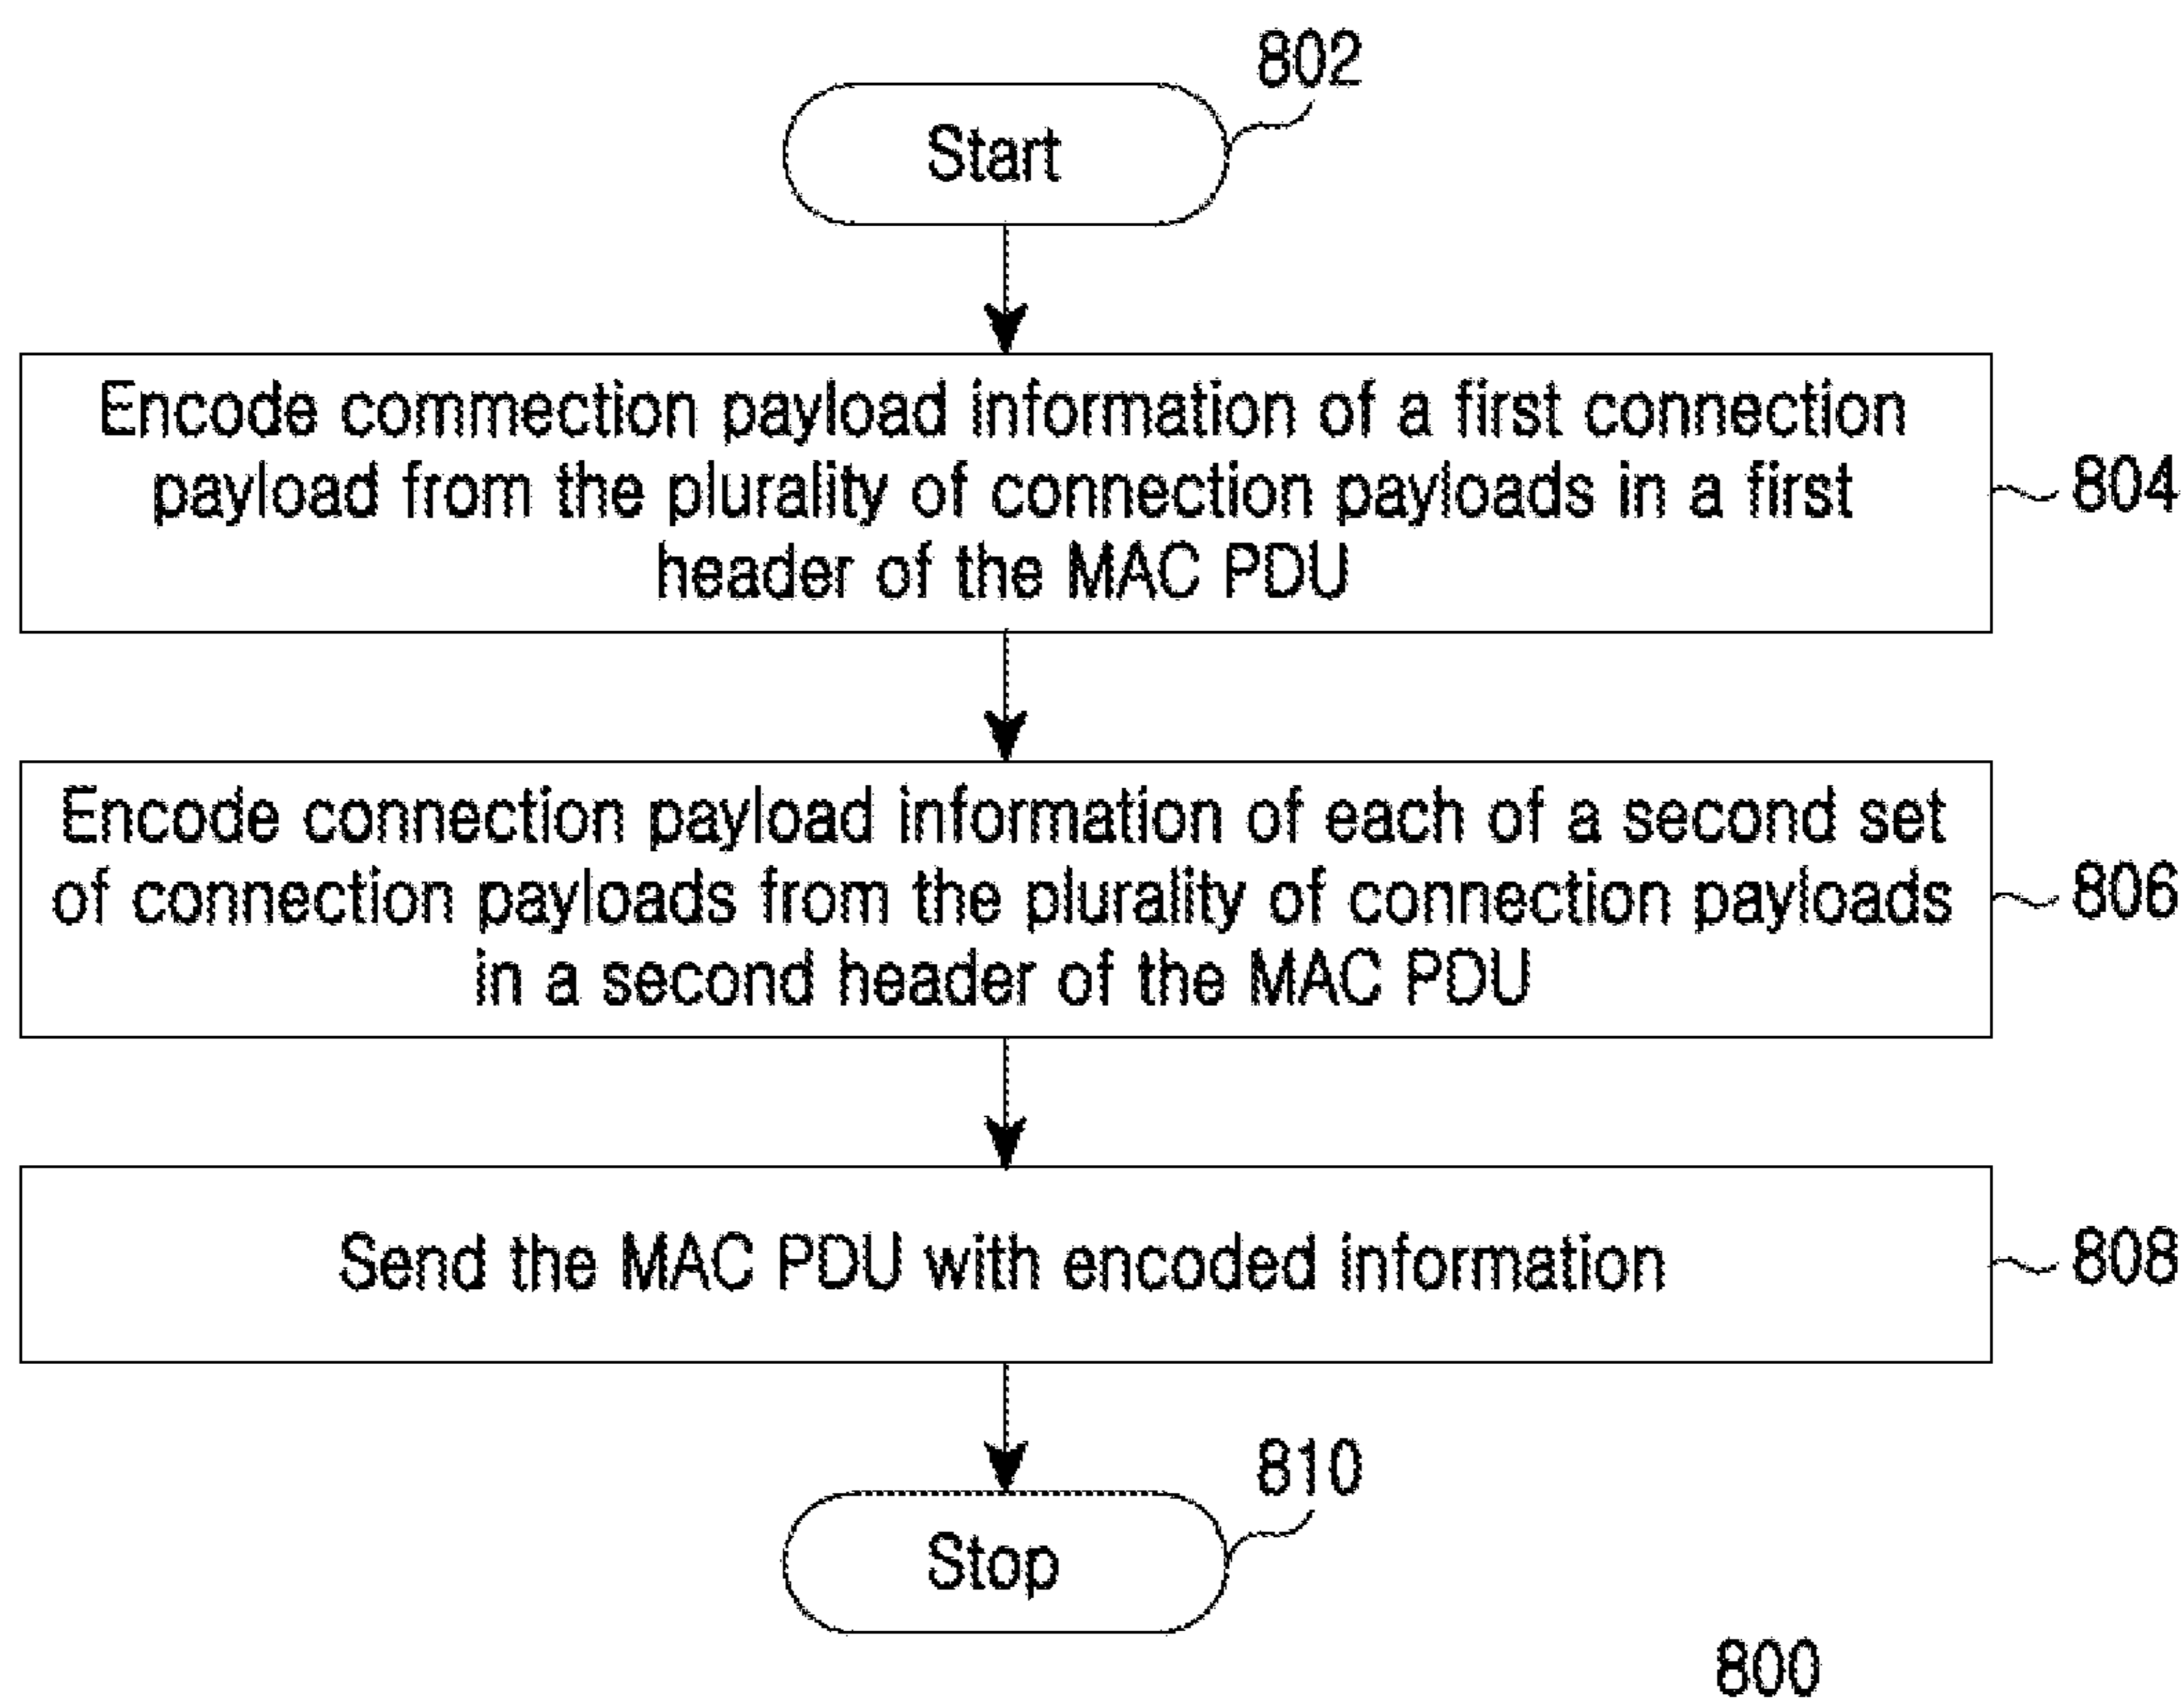 802
Start
Encode commection payload information of a first connection
payload from the plurality of connection payloads in a first
header of the MAC PDU
804
Encode connection payload information of each of a second set
of connection payloads from the plurality of connection payloads
in a second header of the MAC PDU
806
Send the MAC PDU with encoded information
808
810
Stop
800